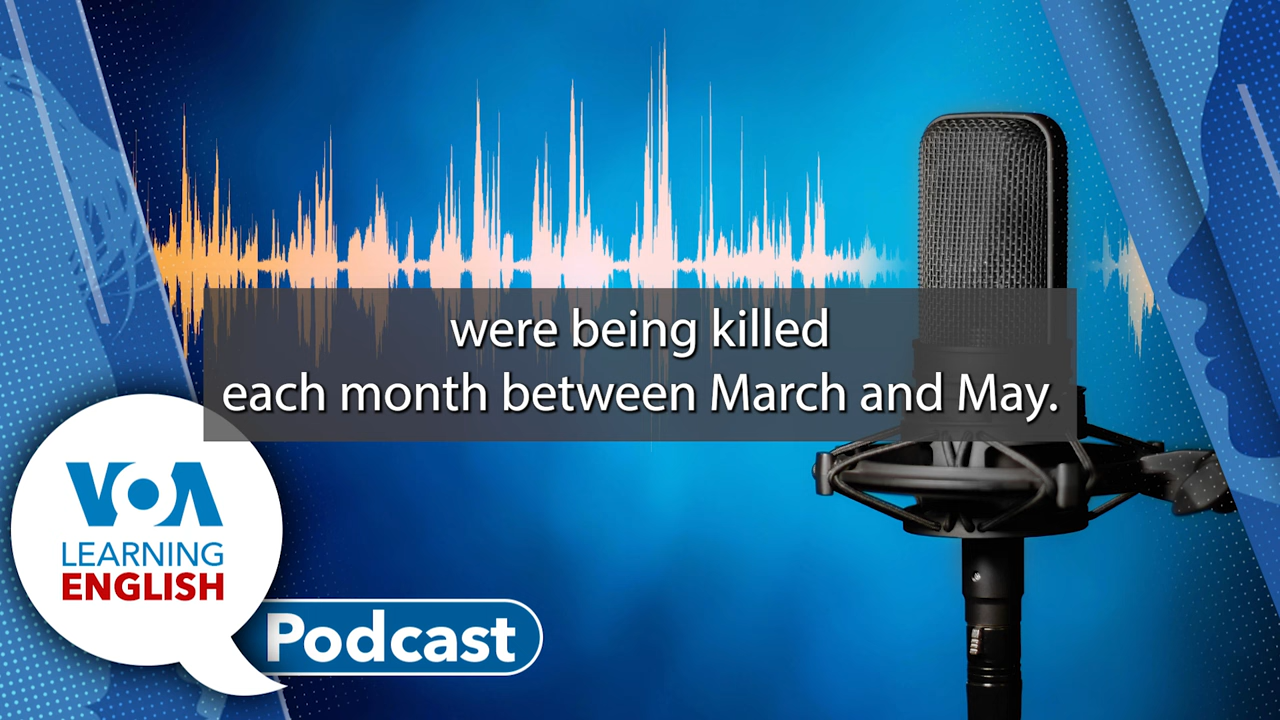 were being killed
each month between March and May.
VOA
LEARNING
ENGLISH
Podcast